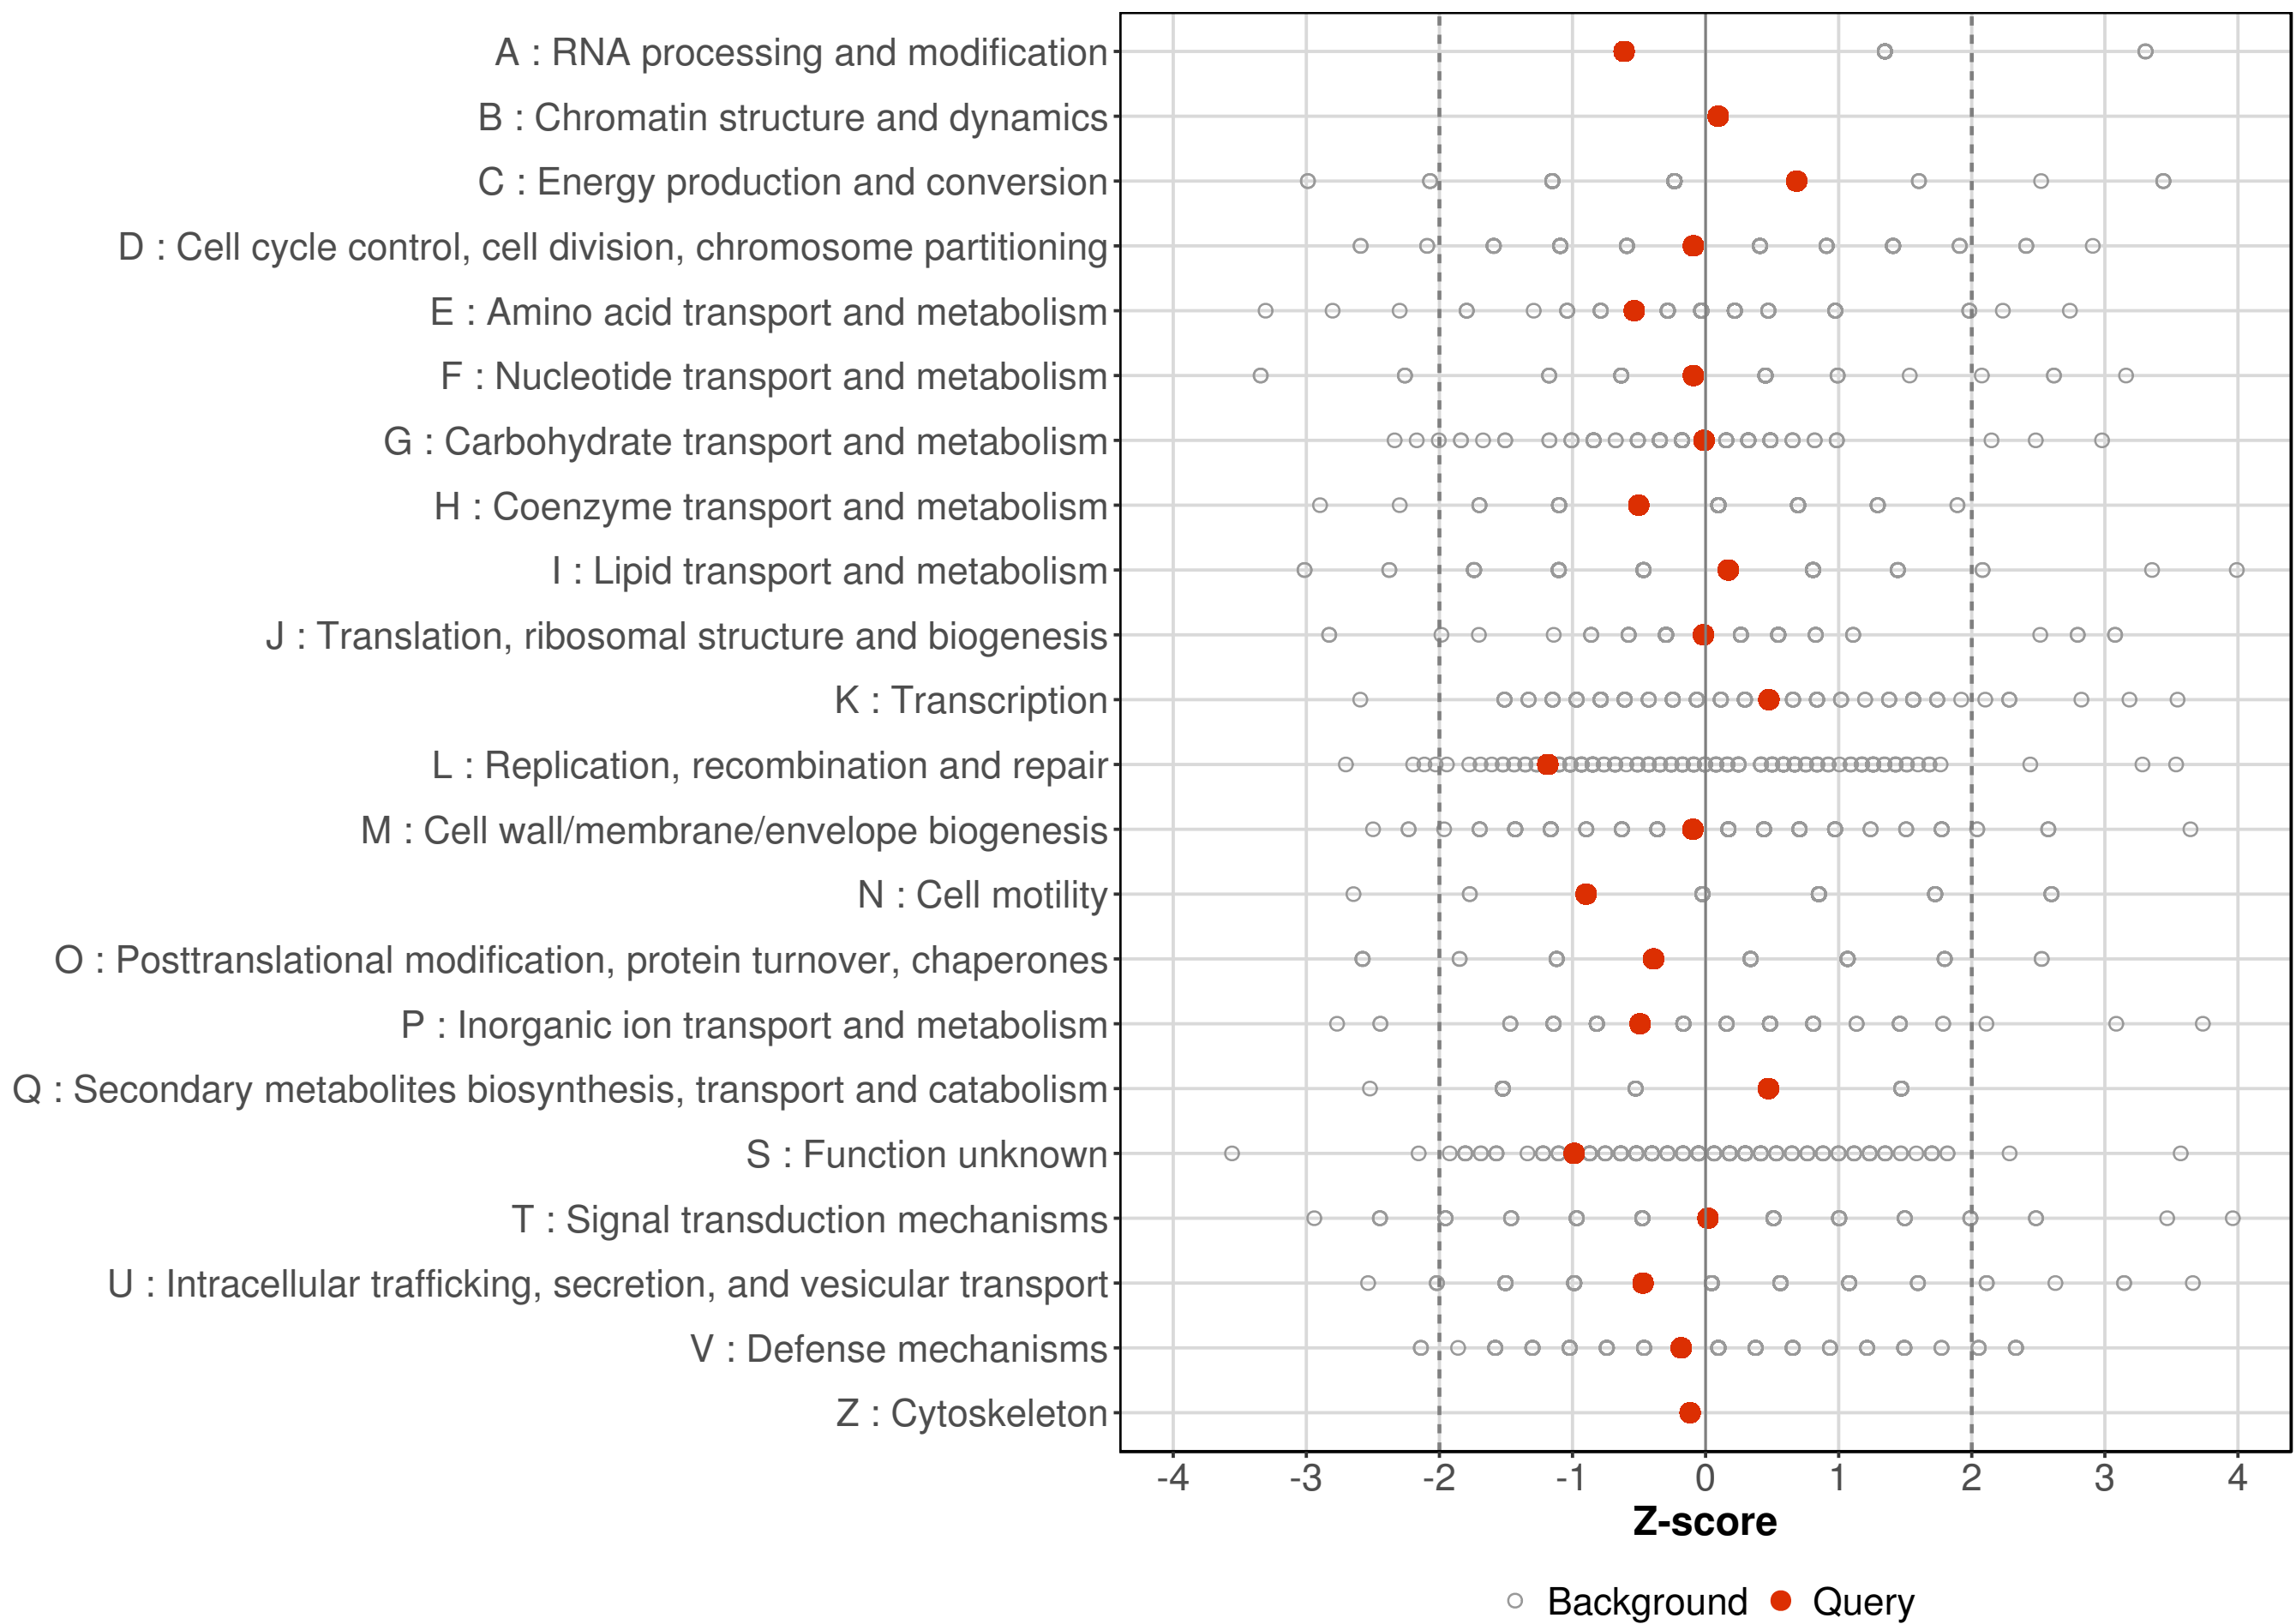 A : RNA processing and modification
B : Chromatin structure and dynamics
C : Energy production and conversion
D : Cell cycle control, cell division, chromosome partitioning
E : Amino acid transport and metabolism
F : Nucleotide transport and metabolism
G : Carbohydrate transport and metabolism
H : Coenzyme transport and metabolism
I : Lipid transport and metabolism
J : Translation, ribosomal structure and biogenesis
K : Transcription
L : Replication, recombination and repair
M : Cell wall/membrane/envelope biogenesis
N : Cell motility
O : Posttranslational modification, protein turnover, chaperones
P : Inorganic ion transport and metabolism
Q : Secondary metabolites biosynthesis, transport and catabolism
S : Function unknown
T : Signal transduction mechanisms
U : Intracellular trafficking, secretion, and vesicular transport
V : Defense mechanisms
Z : Cytoskeleton
-4 -3 -2 -1 0 1 2 3 4
Z-score
Background Query